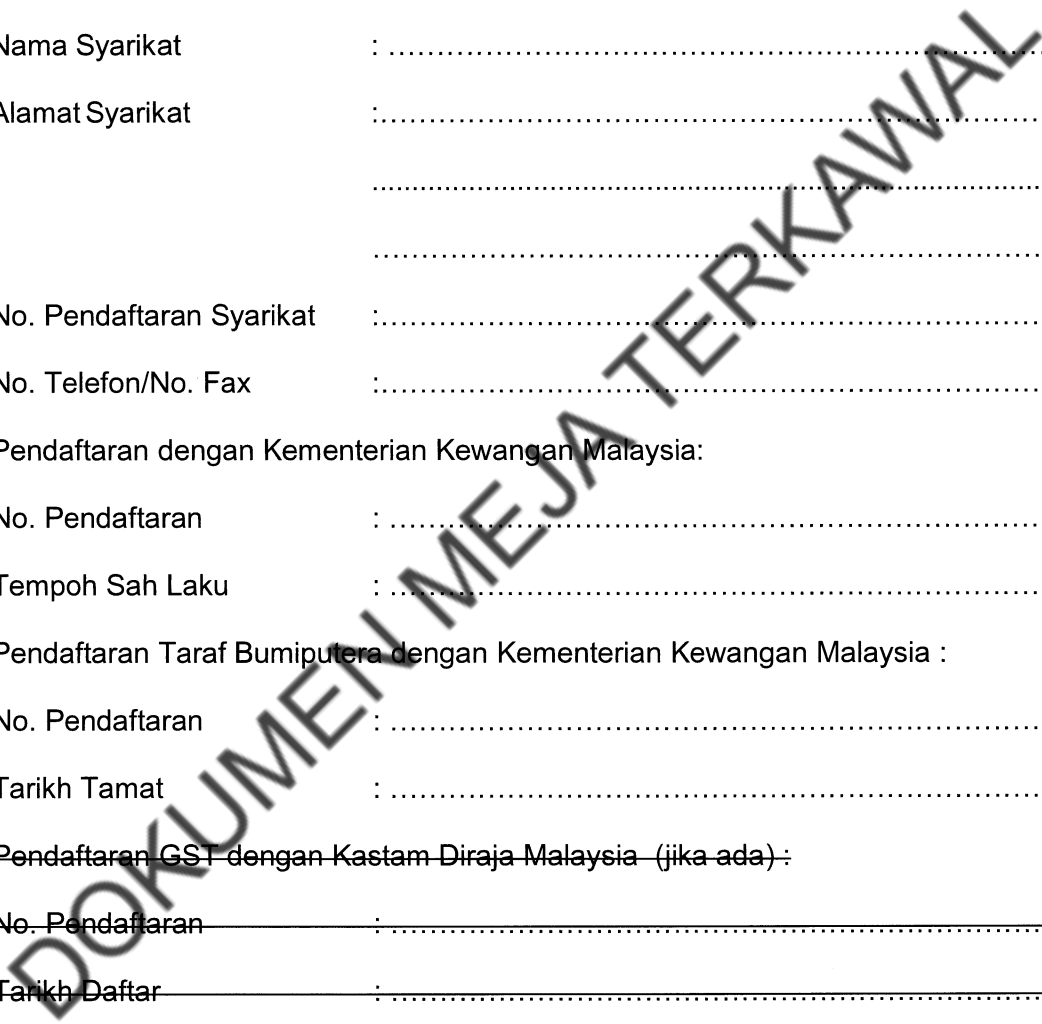 Nama Syarikat : ........................................................................
Alamat Syarikat :........................................................................
........................................................................
........................................................................
No. Pendaftaran Syarikat :........................................................................
No. Telefon/No. Fax :........................................................................
Pendaftaran dengan Kementerian Kewangan Malaysia:
No. Pendaftaran : ........................................................................
Tempoh Sah Laku : ........................................................................
Pendaftaran Taraf Bumiputera dengan Kementerian Kewangan Malaysia :
No. Pendaftaran : ........................................................................
Tarikh Tamat : ........................................................................
Pendaftaran GST dengan Kastam Diraja Malaysia (jika ada) :
No. Pendaftaran : ........................................................................
Tarikh Daftar : ........................................................................
DOKUMEN MEJA TERKAWAL